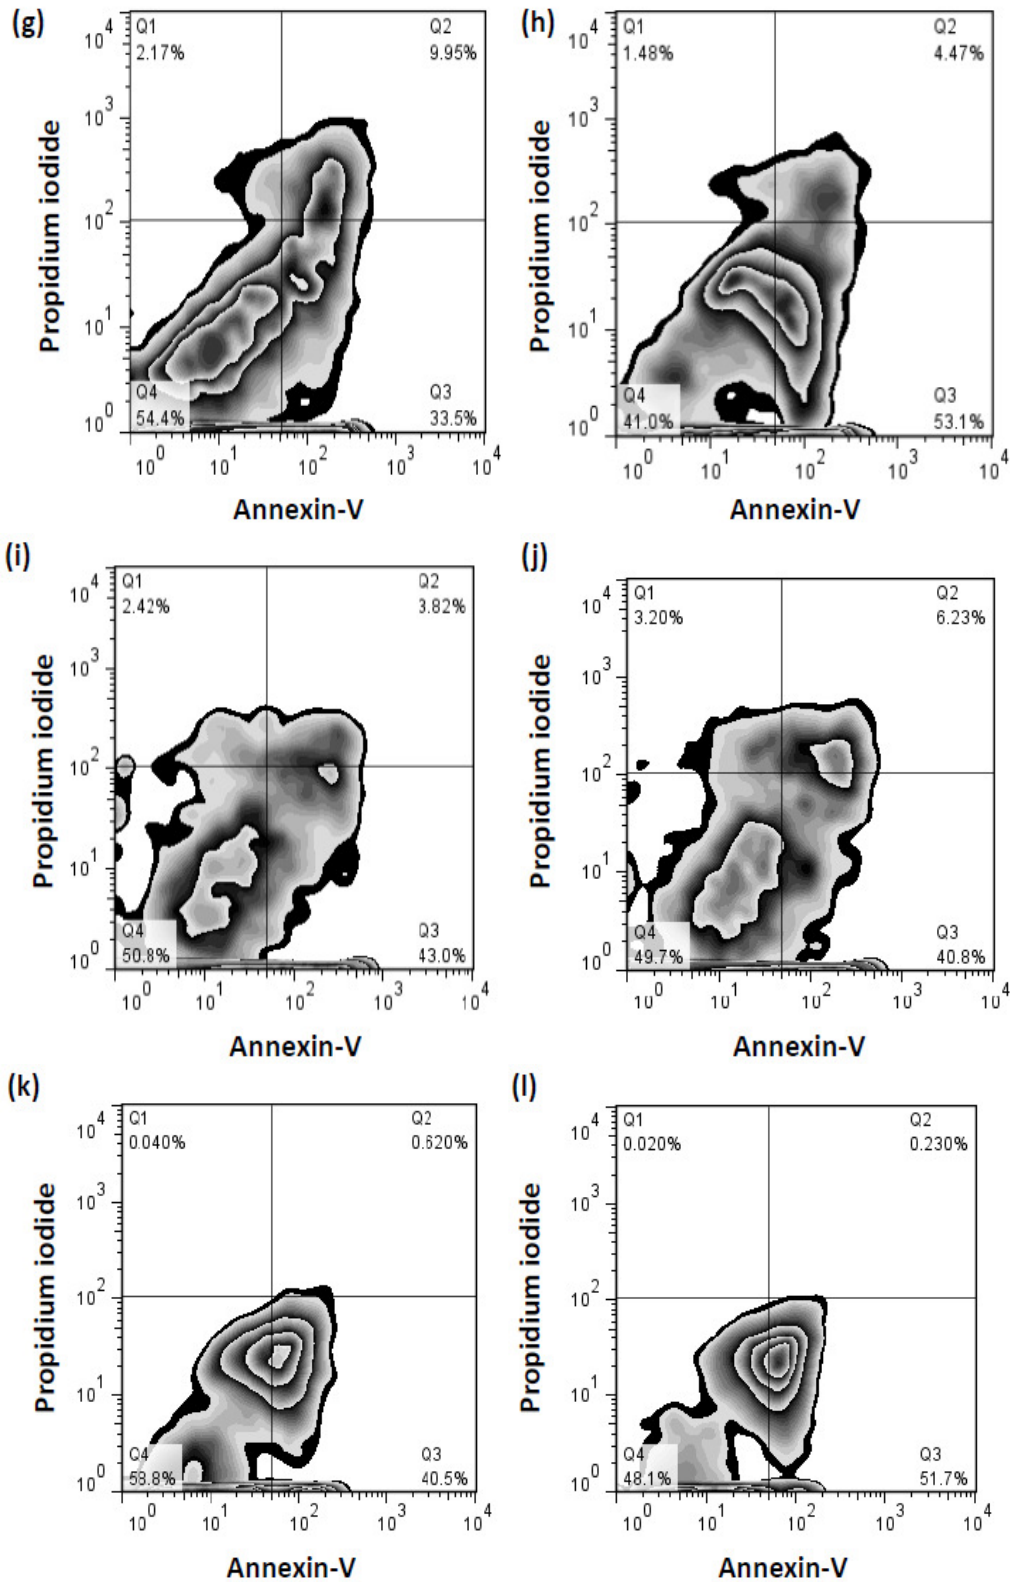 (g)
Q1
2.17%
Q2
9.95%
Q4
54.4%
Q3
33.5%
10^4
10^3
10^2
10^1
10^0
Propidium iodide
10^0 10^1 10^2 10^3 10^4
Annexin-V
(h)
Q1
1.48%
Q2
4.47%
Q4
41.0%
Q3
53.1%
10^4
10^3
10^2
10^1
10^0
Propidium iodide
10^0 10^1 10^2 10^3 10^4
Annexin-V
(i)
Q1
2.42%
Q2
3.82%
Q4
50.8%
Q3
43.0%
10^4
10^3
10^2
10^1
10^0
Propidium iodide
10^0 10^1 10^2 10^3 10^4
Annexin-V
(j)
Q1
3.20%
Q2
6.23%
Q4
49.7%
Q3
40.8%
10^4
10^3
10^2
10^1
10^0
Propidium iodide
10^0 10^1 10^2 10^3 10^4
Annexin-V
(k)
Q1
0.040%
Q2
0.620%
Q4
58.8%
Q3
40.5%
10^4
10^3
10^2
10^1
10^0
Propidium iodide
10^0 10^1 10^2 10^3 10^4
Annexin-V
(l)
Q1
0.020%
Q2
0.230%
Q4
48.1%
Q3
51.7%
10^4
10^3
10^2
10^1
10^0
Propidium iodide
10^0 10^1 10^2 10^3 10^4
Annexin-V